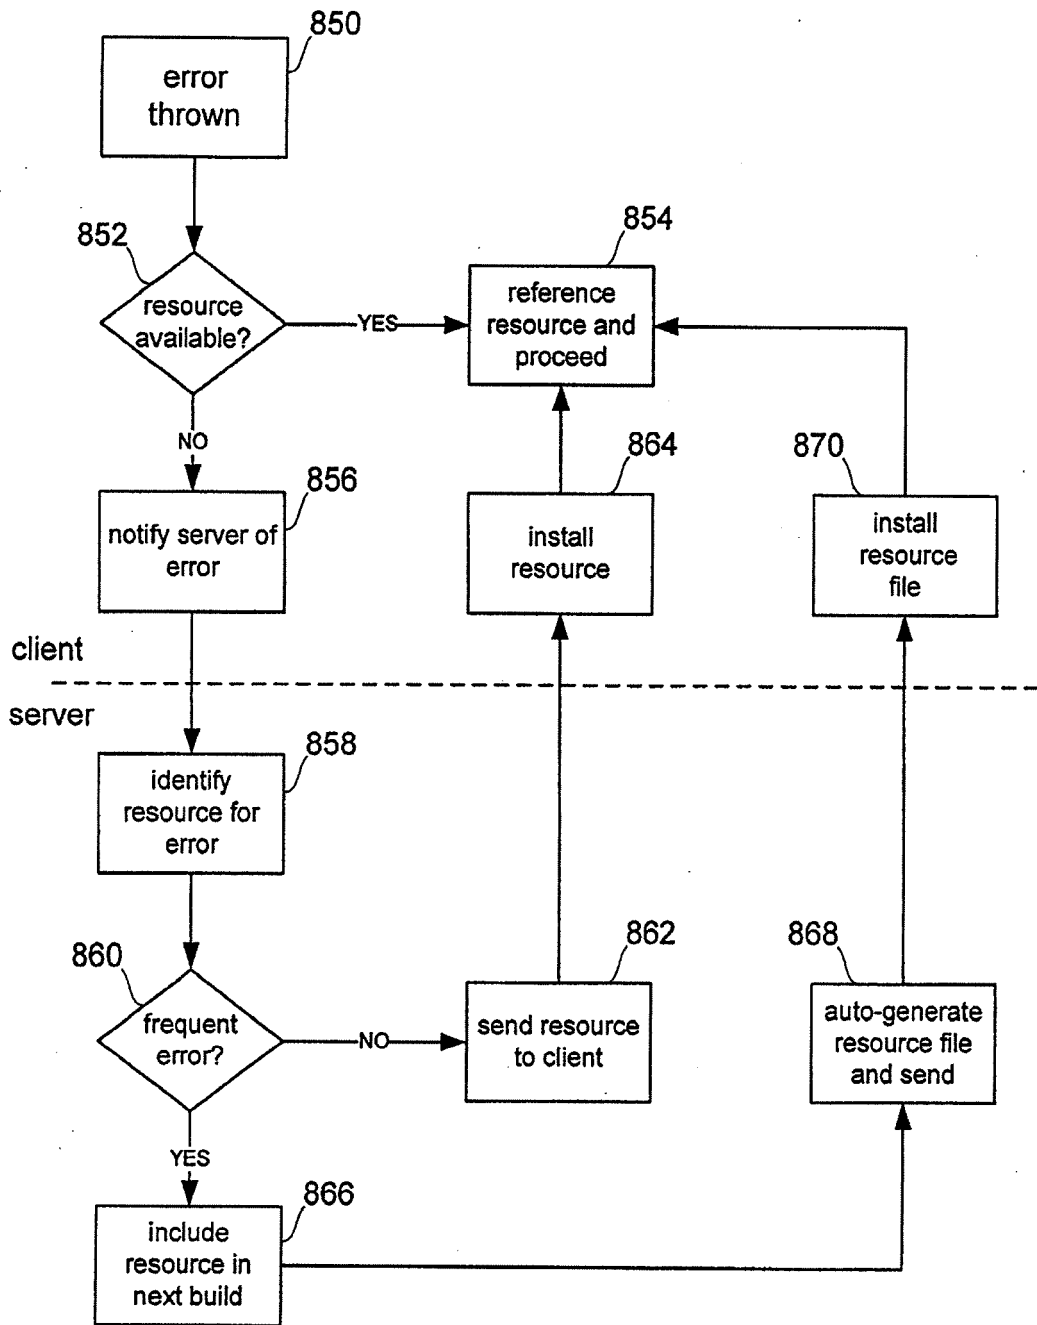 850
error
thrown
852
resource
available?
YES
854
reference
resource and
proceed
NO
856
notify server of
error
864
install
resource
870
install
resource
file
client
server
858
identify
resource for
error
860
frequent
error?
NO
862
send resource
to client
868
auto-generate
resource file
and send
YES
866
include
resource in
next build